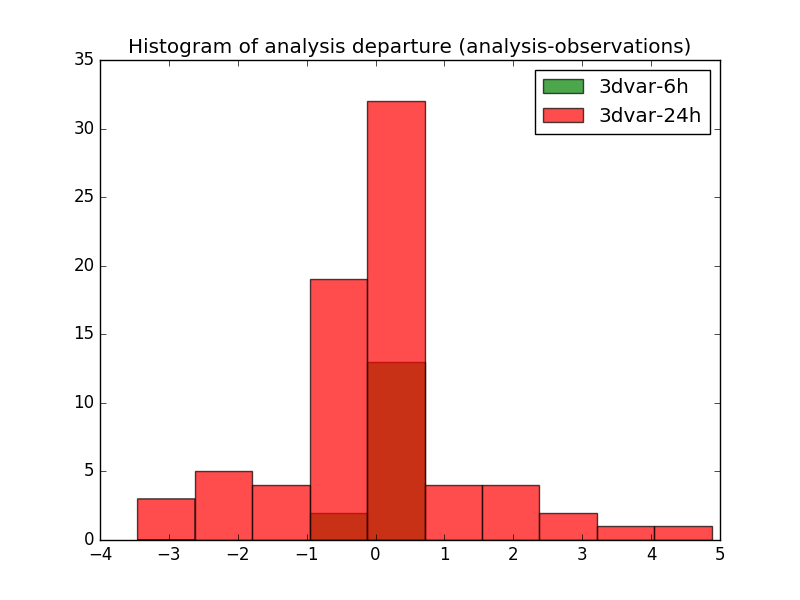 Histogram of analysis departure (analysis-observations)
3dvar-6h
3dvar-24h
35
30
25
20
15
10
5
0
−4 −3 −2 −1 0 1 2 3 4 5